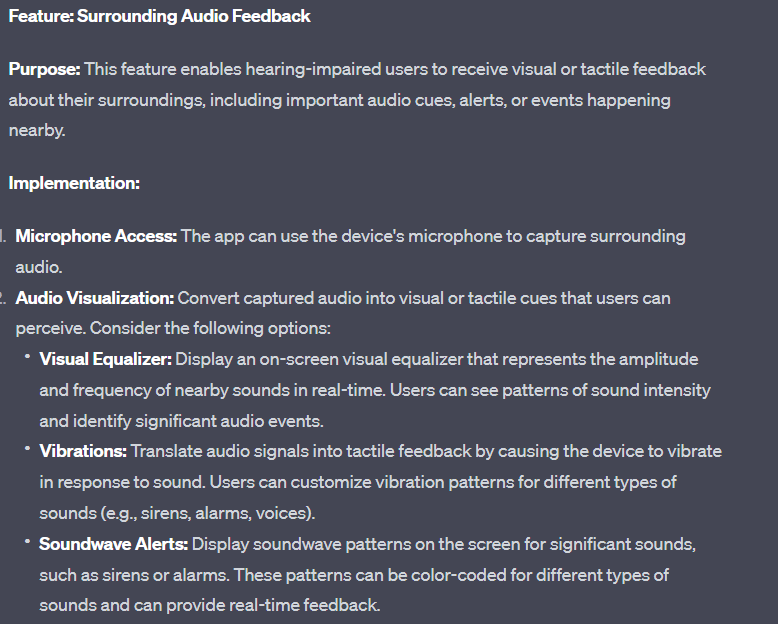 Feature: Surrounding Audio Feedback
Purpose: This feature enables hearing-impaired users to receive visual or tactile feedback
about their surroundings, including important audio cues, alerts, or events happening
nearby.
Implementation:
1. Microphone Access: The app can use the device's microphone to capture surrounding
audio.
2. Audio Visualization: Convert captured audio into visual or tactile cues that users can
perceive. Consider the following options:
• Visual Equalizer: Display an on-screen visual equalizer that represents the amplitude
and frequency of nearby sounds in real-time. Users can see patterns of sound intensity
and identify significant audio events.
• Vibrations: Translate audio signals into tactile feedback by causing the device to vibrate
in response to sound. Users can customize vibration patterns for different types of
sounds (e.g., sirens, alarms, voices).
• Soundwave Alerts: Display soundwave patterns on the screen for significant sounds,
such as sirens or alarms. These patterns can be color-coded for different types of
sounds and can provide real-time feedback.